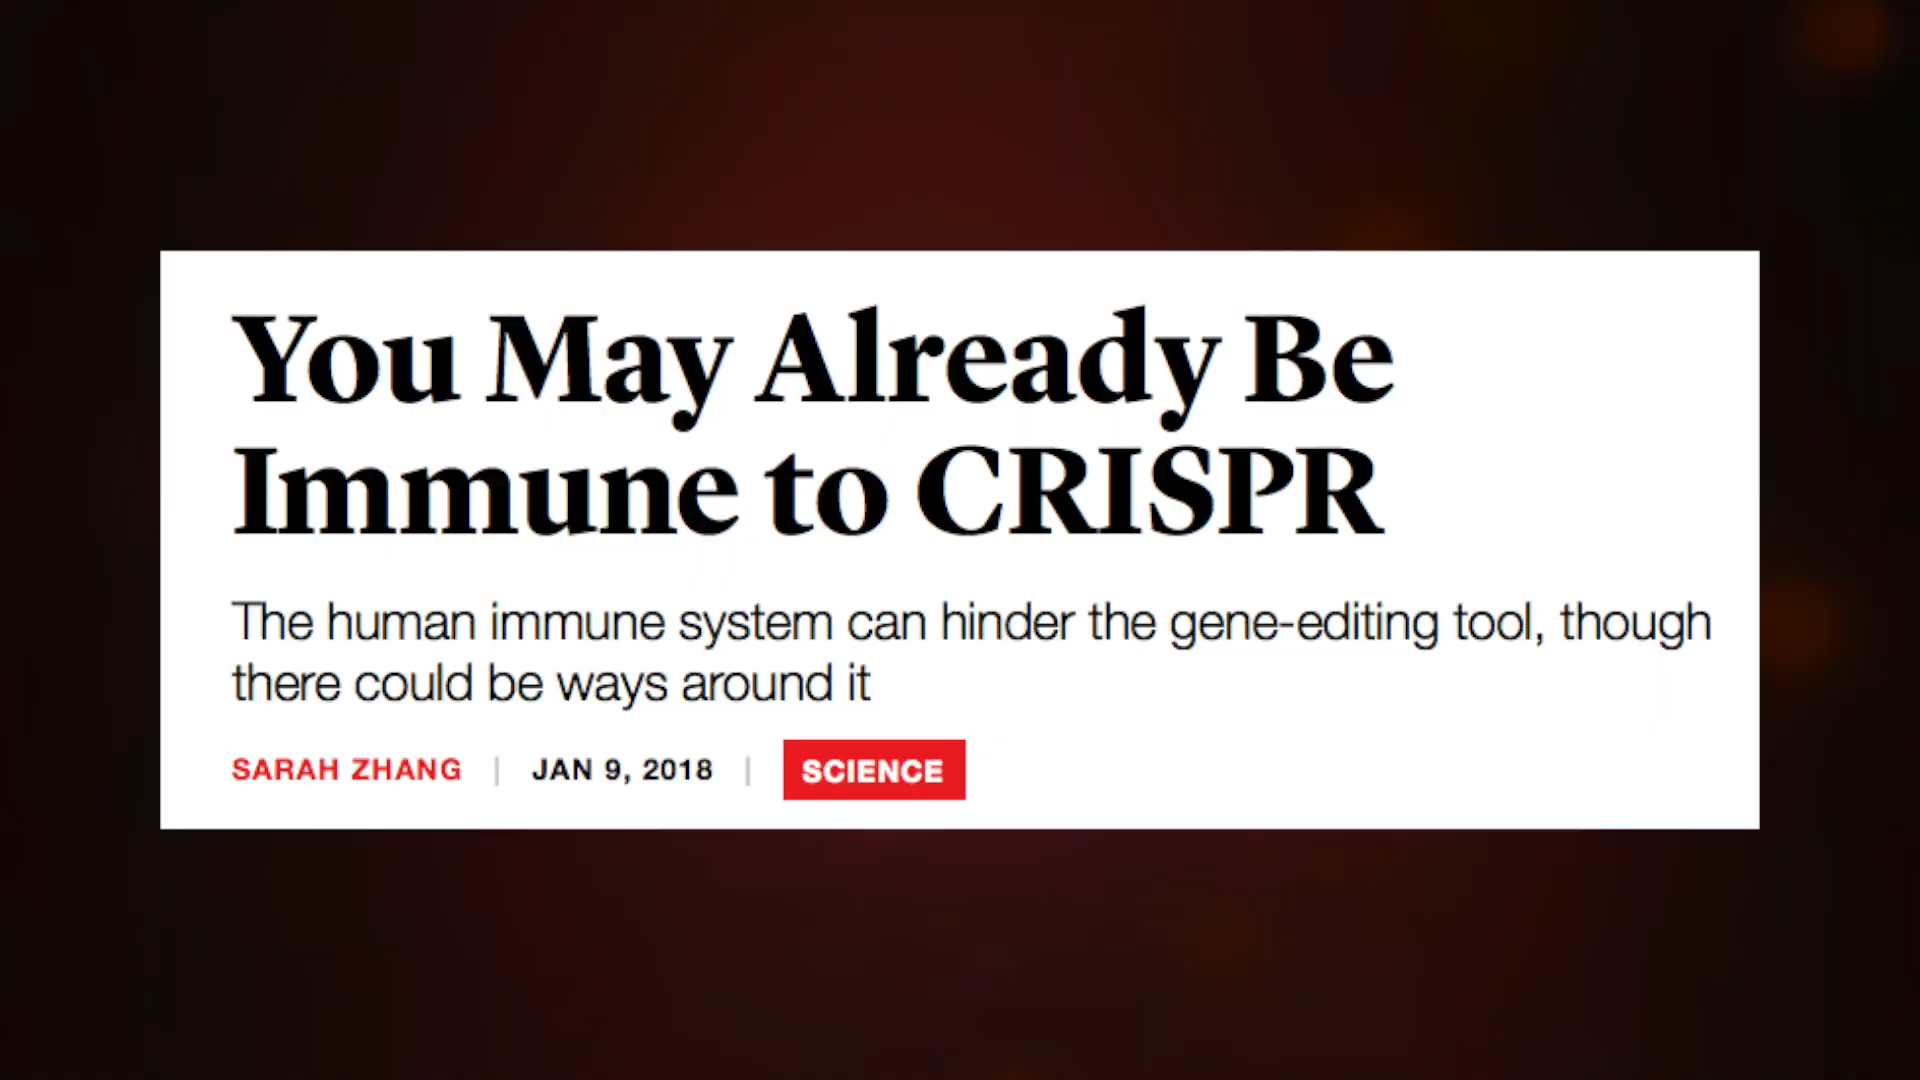 You May Already Be
Immune to CRISPR
The human immune system can hinder the gene-editing tool, though
there could be ways around it
SARAH ZHANG | JAN 9, 2018 | SCIENCE